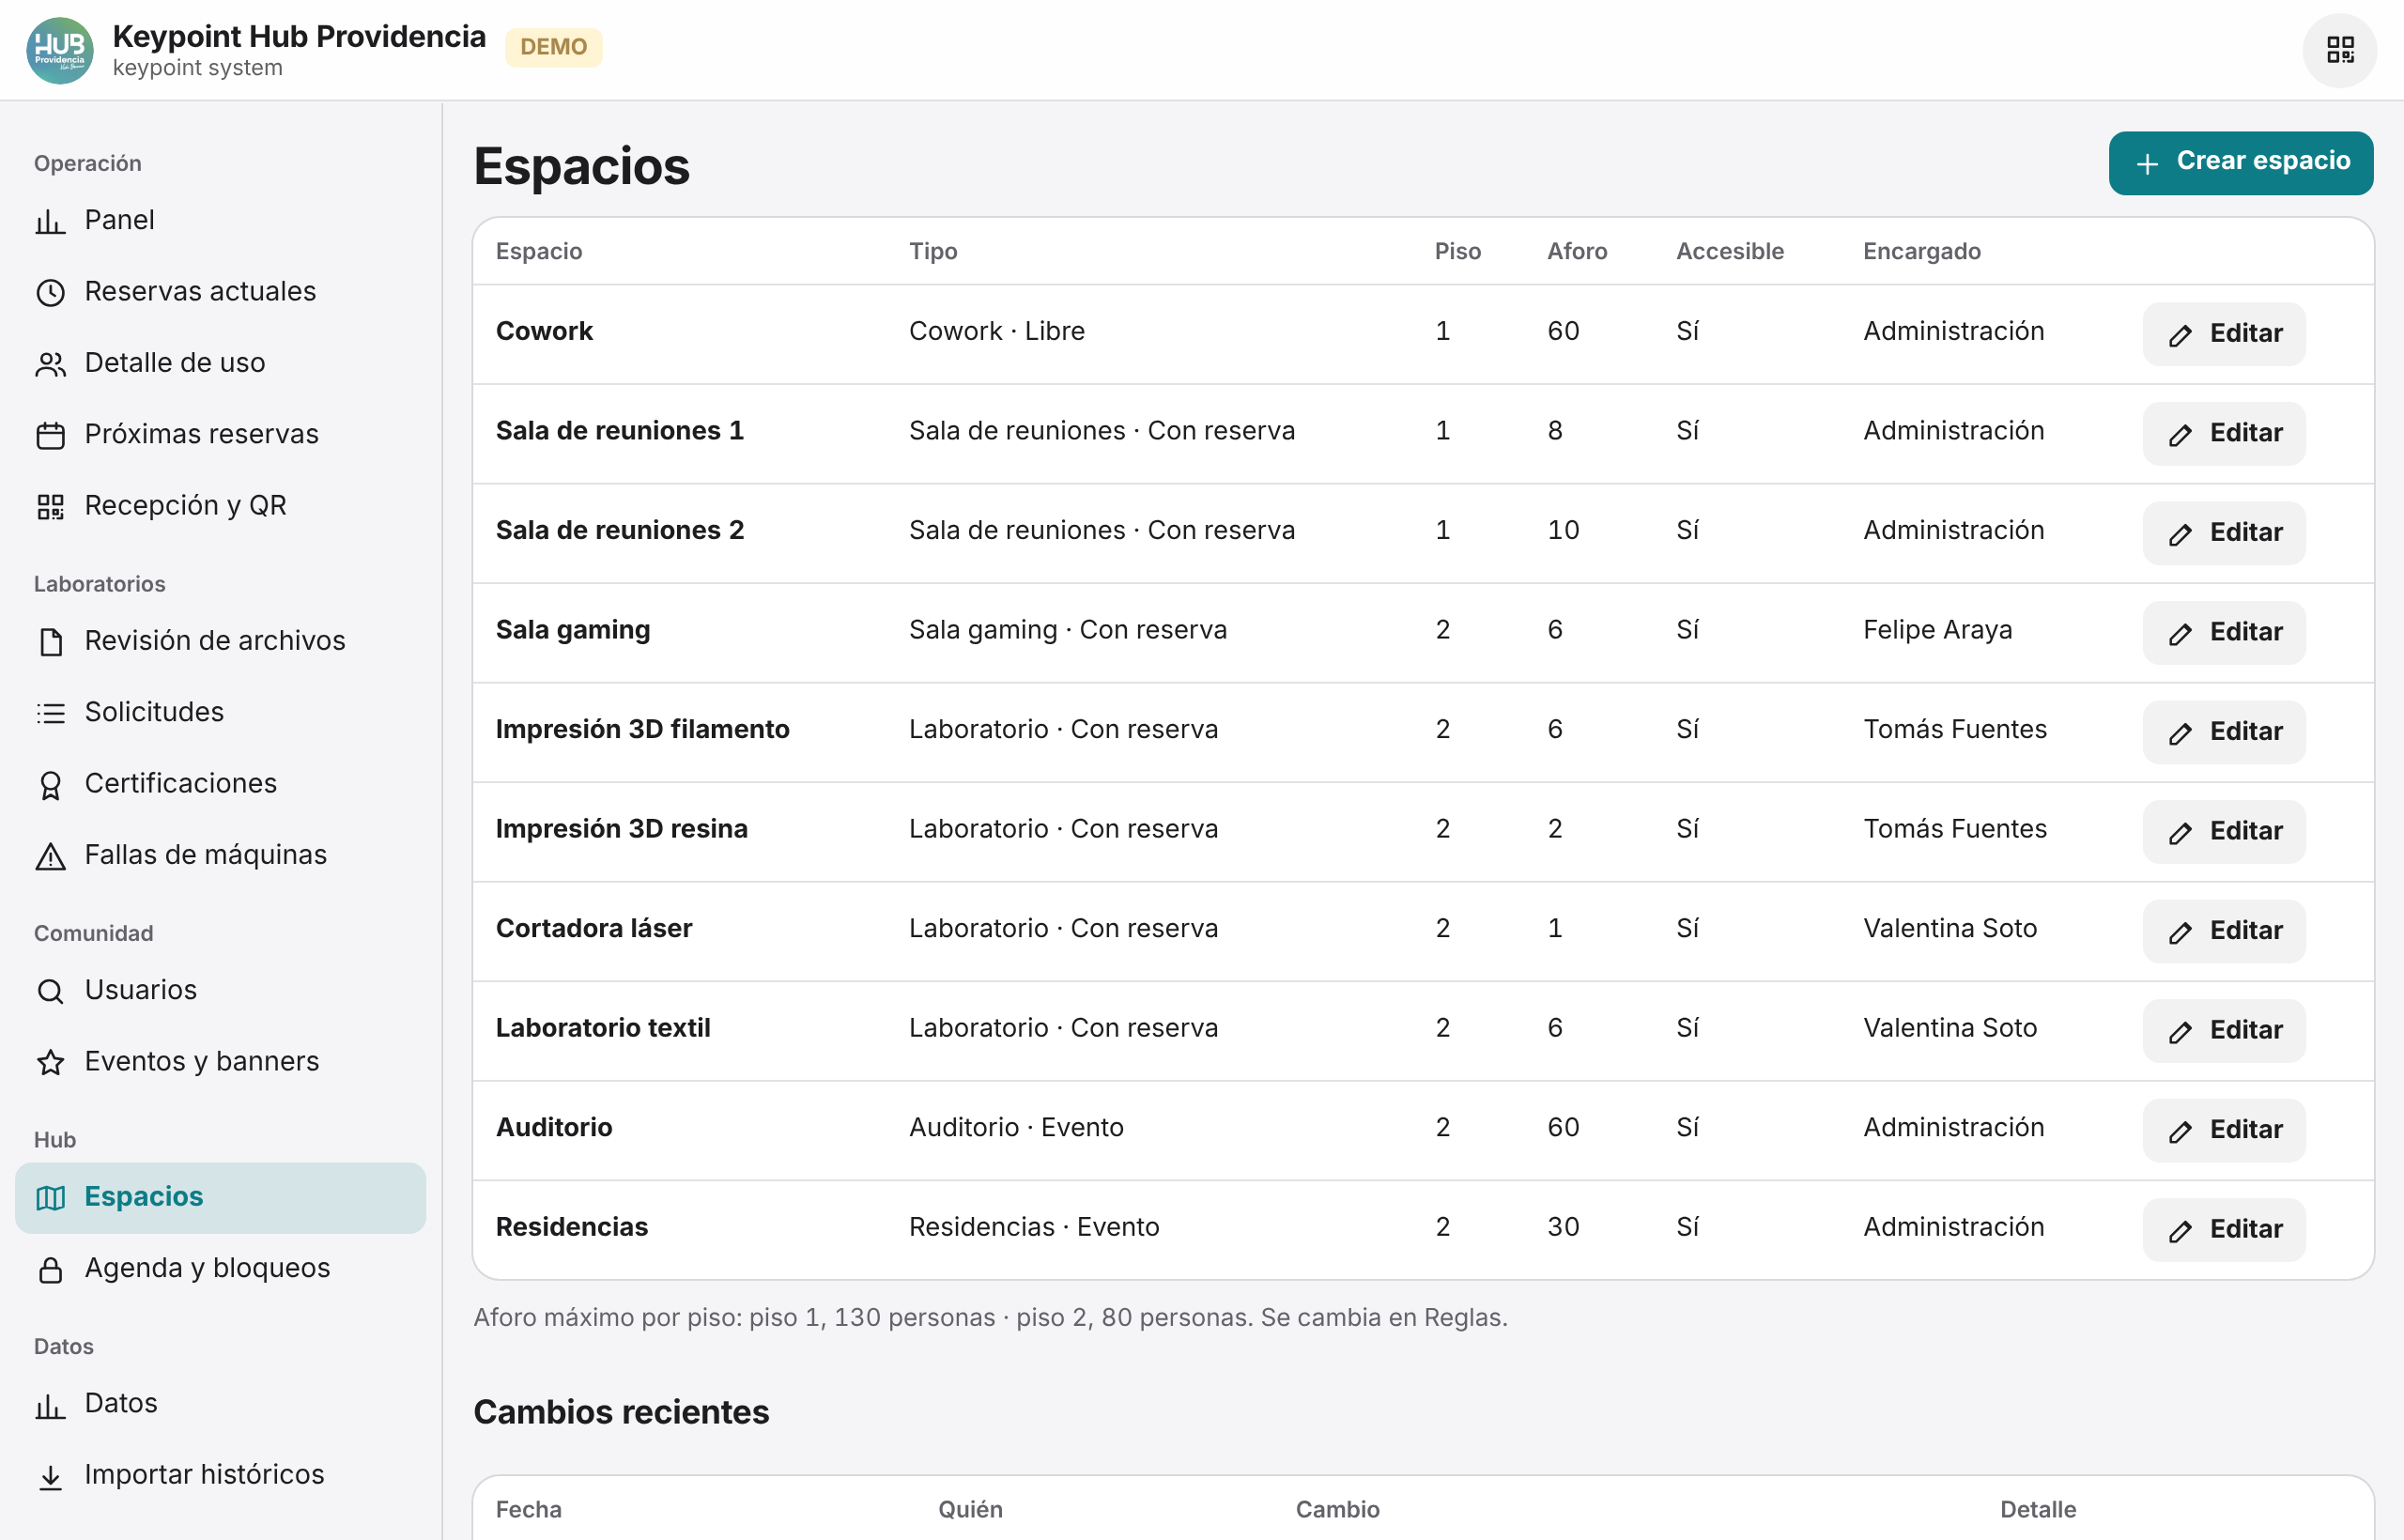 HUB
Providencia
Keypoint Hub Providencia
DEMO
keypoint system
Operación
Panel
Reservas actuales
Detalle de uso
Próximas reservas
Recepción y QR
Laboratorios
Revisión de archivos
Solicitudes
Certificaciones
Fallas de máquinas
Comunidad
Usuarios
Eventos y banners
Hub
Espacios
Agenda y bloqueos
Datos
Datos
Importar históricos
Espacios
Crear espacio
Espacio Tipo Piso Aforo Accesible Encargado
Cowork Cowork · Libre 1 60 Sí Administración Editar
Sala de reuniones 1 Sala de reuniones · Con reserva 1 8 Sí Administración Editar
Sala de reuniones 2 Sala de reuniones · Con reserva 1 10 Sí Administración Editar
Sala gaming Sala gaming · Con reserva 2 6 Sí Felipe Araya Editar
Impresión 3D filamento Laboratorio · Con reserva 2 6 Sí Tomás Fuentes Editar
Impresión 3D resina Laboratorio · Con reserva 2 2 Sí Tomás Fuentes Editar
Cortadora láser Laboratorio · Con reserva 2 1 Sí Valentina Soto Editar
Laboratorio textil Laboratorio · Con reserva 2 6 Sí Valentina Soto Editar
Auditorio Auditorio · Evento 2 60 Sí Administración Editar
Residencias Residencias · Evento 2 30 Sí Administración Editar
Aforo máximo por piso: piso 1, 130 personas · piso 2, 80 personas. Se cambia en Reglas.
Cambios recientes
Fecha Quién Cambio Detalle